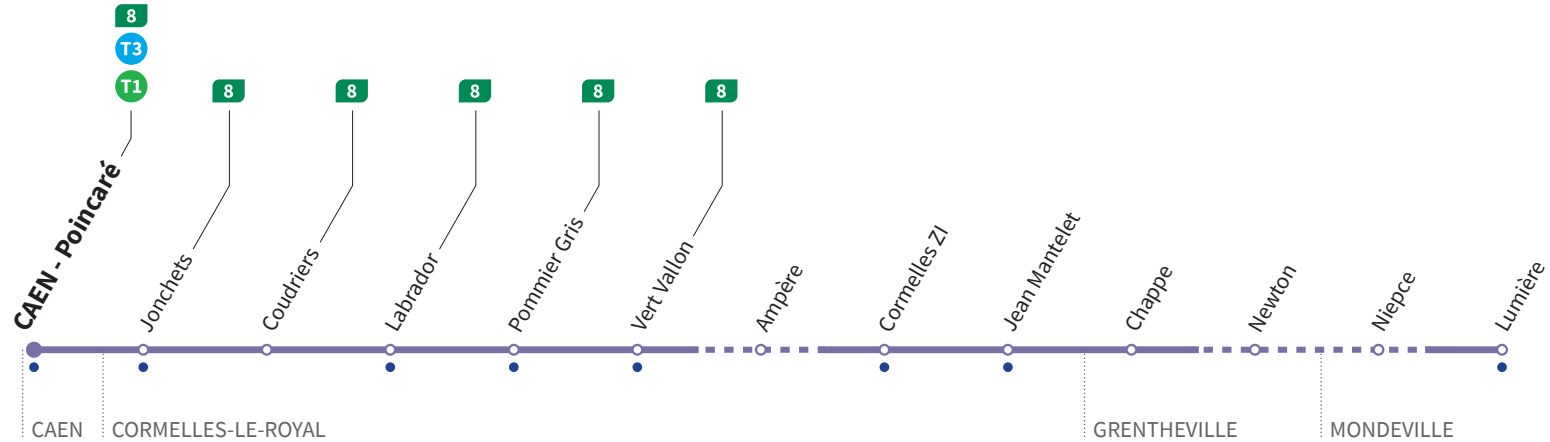 8
T3
T1
8
8
8
8
8
CAEN - Poincaré
Jonchets
Coudriers
Labrador
Pommier Gris
Vert Vallon
Ampère
Cormelles ZI
Jean Mantelet
Chappe
Newton
Niepce
Lumière
CAEN
CORMELLES-LE-ROYAL
GRENTHEVILLE
MONDEVILLE